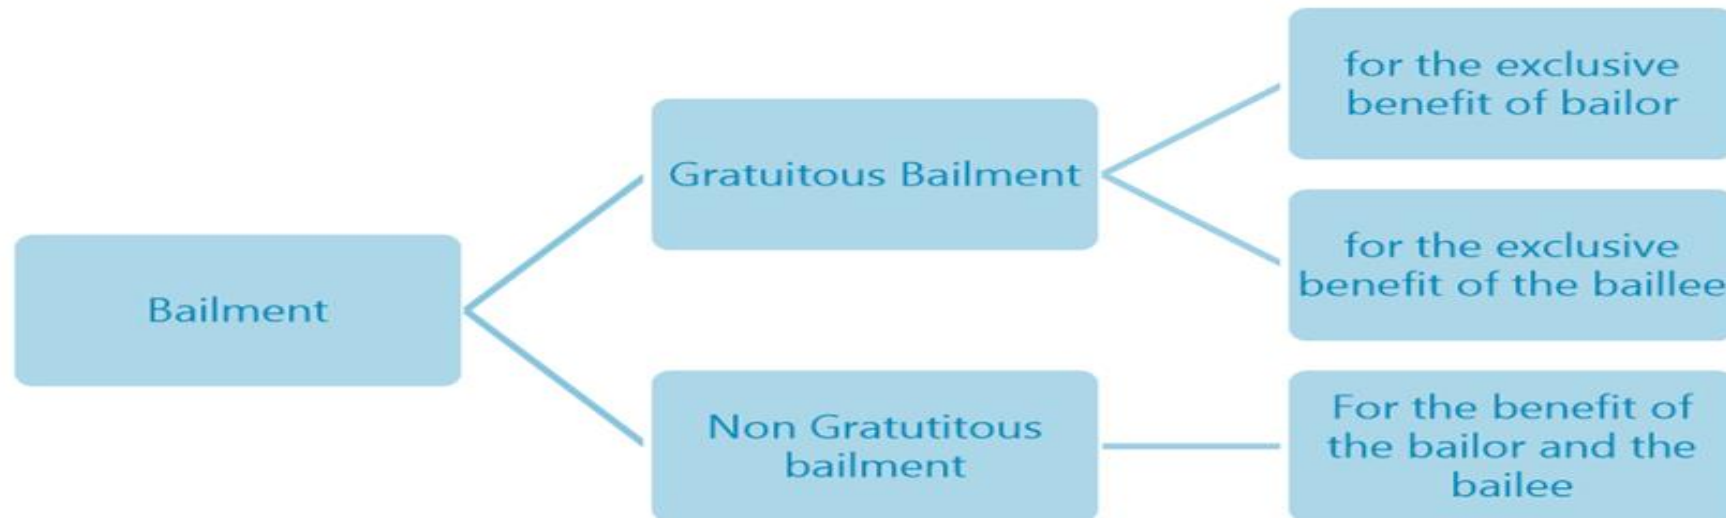 Bailment
Gratuitous Bailment
for the exclusive
benefit of bailor
for the exclusive
benefit of the baillee
Non Gratutitous
bailment
For the benefit of
the bailor and the
bailee